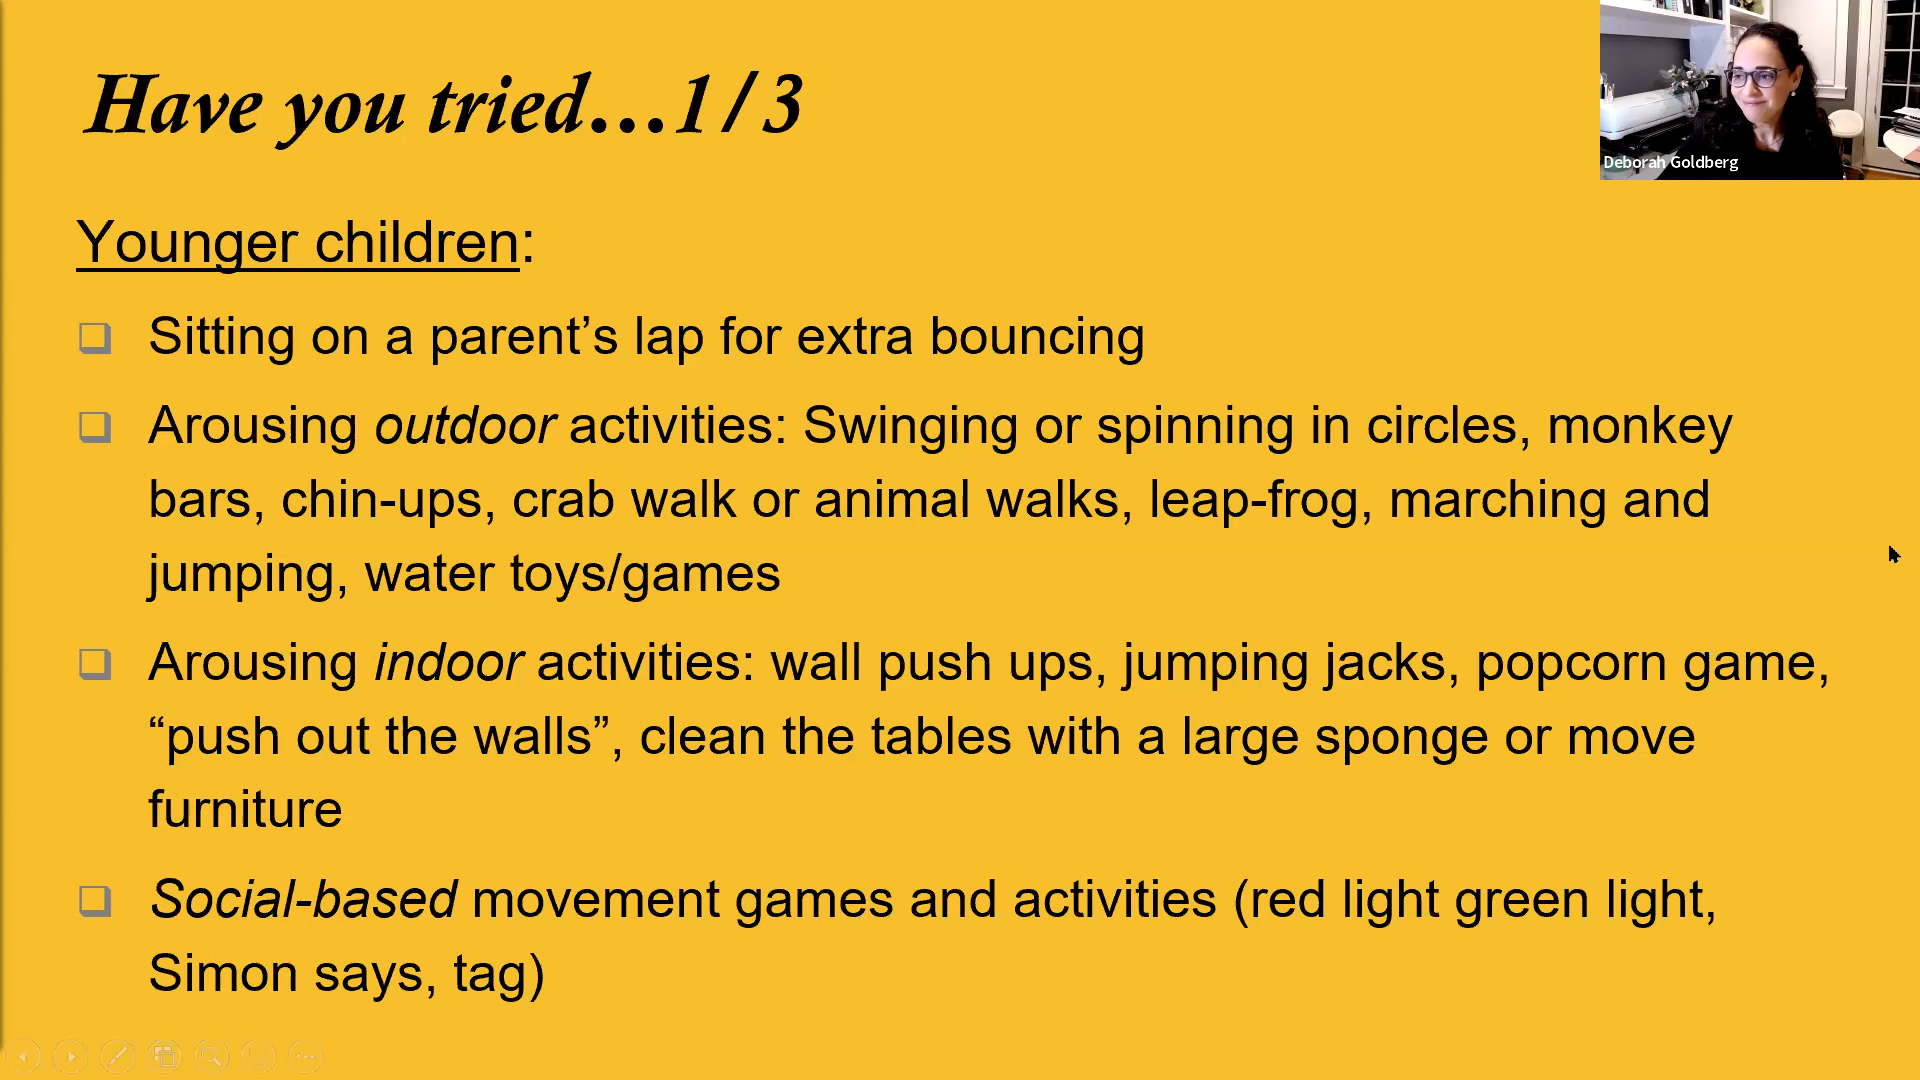 Have you tried...1/3
Deborah Goldberg
Younger children:
Sitting on a parent’s lap for extra bouncing
Arousing outdoor activities: Swinging or spinning in circles, monkey
bars, chin-ups, crab walk or animal walks, leap-frog, marching and
jumping, water toys/games
Arousing indoor activities: wall push ups, jumping jacks, popcorn game,
“push out the walls”, clean the tables with a large sponge or move
furniture
Social-based movement games and activities (red light green light,
Simon says, tag)